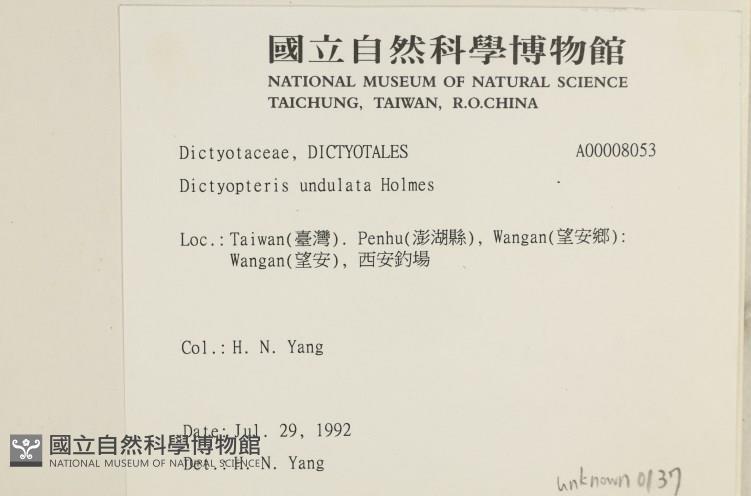 國立自然科學博物館
NATIONAL MUSEUM OF NATURAL SCIENCE
TAICHUNG, TAIWAN, R.O.CHINA
Dictyotaceae, DICTYOTALES A00008053
Dictyopteris undulata Holmes
Loc.: Taiwan(臺灣). Penhu(澎湖縣), Wangan(望安鄉):
Wangan(望安), 西安釣場
Col.: H. N. Yang
Date: Jul. 29, 1992
Det.: H. N. Yang
國立自然科學博物館
NATIONAL MUSEUM OF NATURAL SCIENCE
unknown 0137